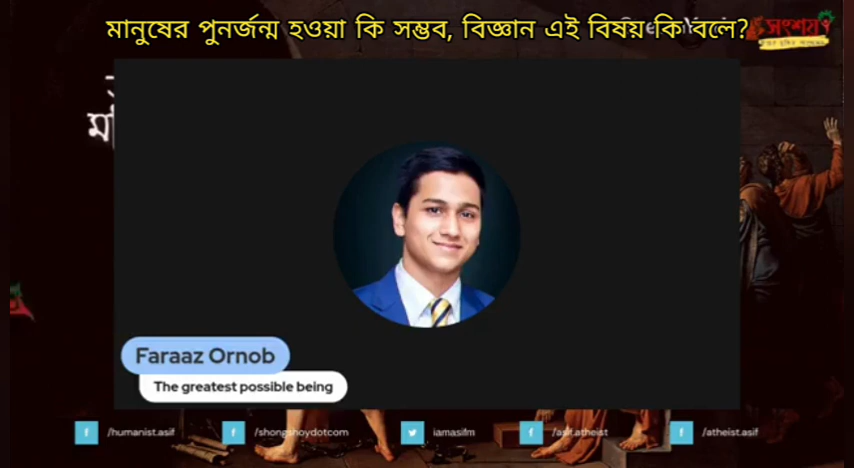 মানুষের পুনর্জন্ম হওয়া কি সম্ভব, বিজ্ঞান এই বিষয় কি বলে?
সংশয়
Faraaz Ornob
The greatest possible being
/humanist.asif
/shongshoydotcom
iamasifm
/asif.atheist
/atheist.asif